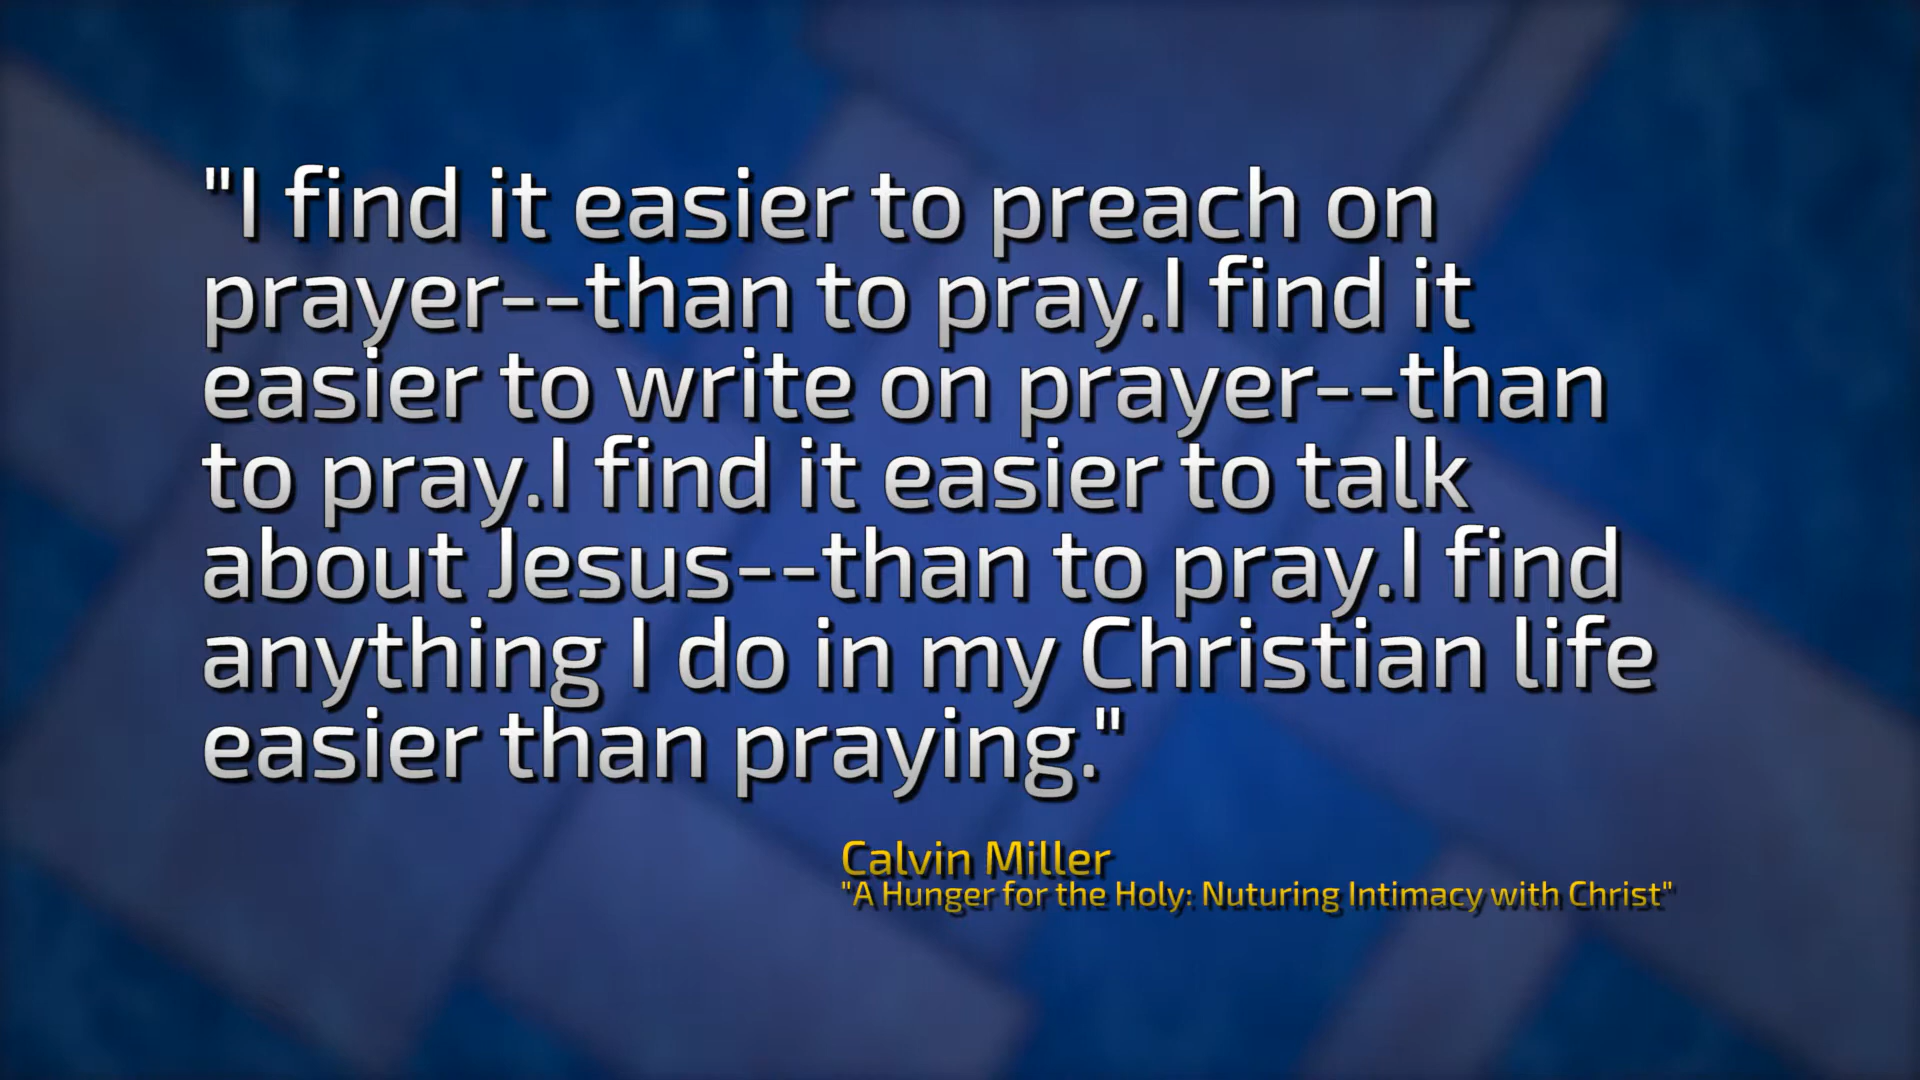 "I find it easier to preach on
prayer--than to pray.I find it
easier to write on prayer--than
to pray.I find it easier to talk
about Jesus--than to pray.I find
anything I do in my Christian life
easier than praying."
Calvin Miller
"A Hunger for the Holy: Nuturing Intimacy with Christ"